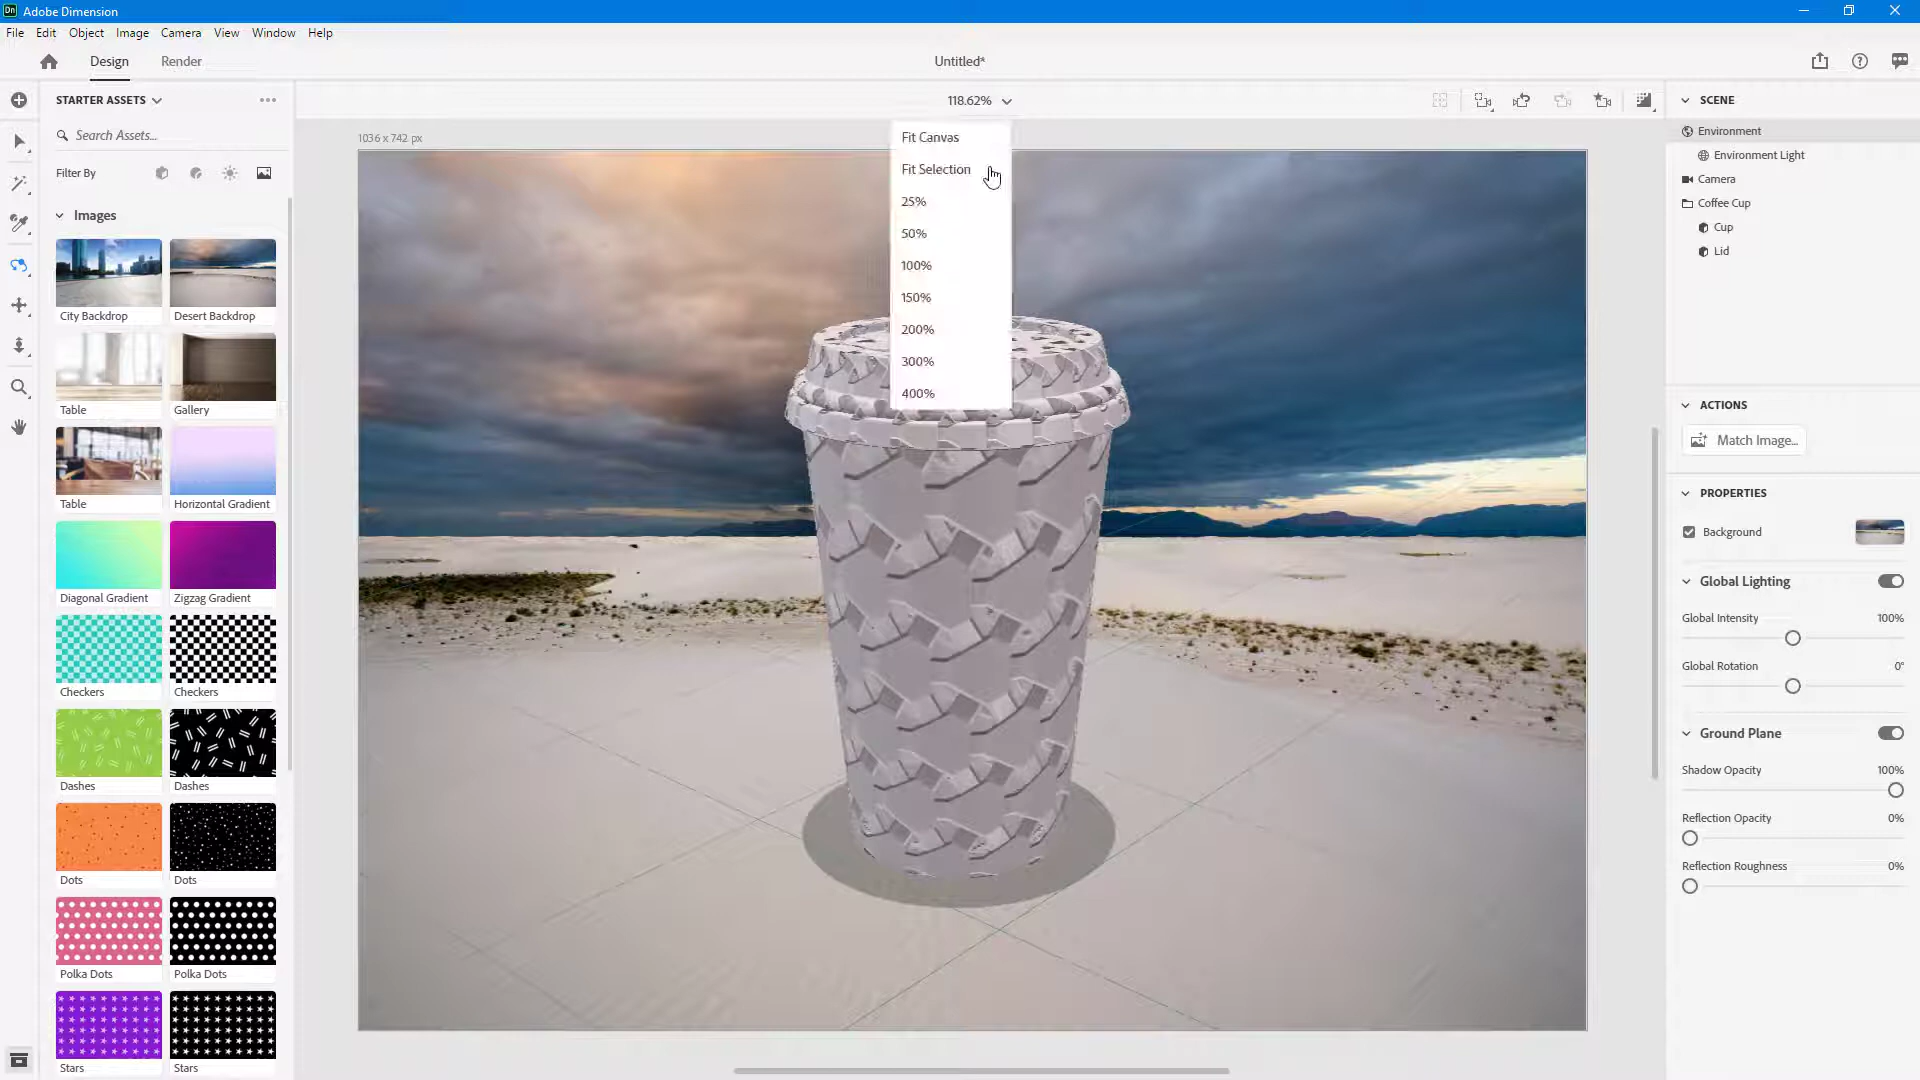 Dn Adobe Dimension
File Edit Object Image Camera View Window Help
Design Render Untitled*
STARTER ASSETS
Search Assets...
Filter By
Images
City Backdrop Desert Backdrop
Table Gallery
Table Horizontal Gradient
Diagonal Gradient Zigzag Gradient
Checkers Checkers
Dashes Dashes
Dots Dots
Polka Dots Polka Dots
Stars Stars
118.62%
1036 x 742 px
Fit Canvas
Fit Selection
25%
50%
100%
150%
200%
300%
400%
SCENE
Environment
Environment Light
Camera
Coffee Cup
Cup
Lid
ACTIONS
Match Image...
PROPERTIES
Background
Global Lighting
Global Intensity 100%
Global Rotation 0°
Ground Plane
Shadow Opacity 100%
Reflection Opacity 0%
Reflection Roughness 0%